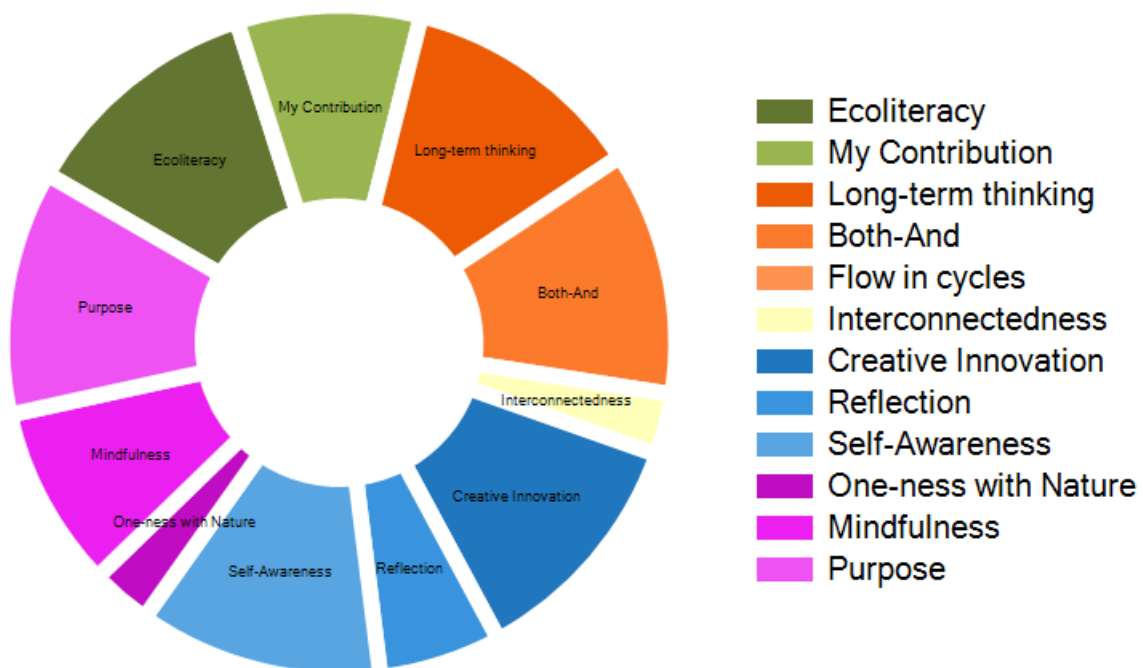 My Contribution
Long-term thinking
Ecoliteracy
Both-And
Purpose
Interconnectedness
Mindfulness
Creative Innovation
One-ness with Nature
Self-Awareness
Reflection
Ecoliteracy
My Contribution
Long-term thinking
Both-And
Flow in cycles
Interconnectedness
Creative Innovation
Reflection
Self-Awareness
One-ness with Nature
Mindfulness
Purpose